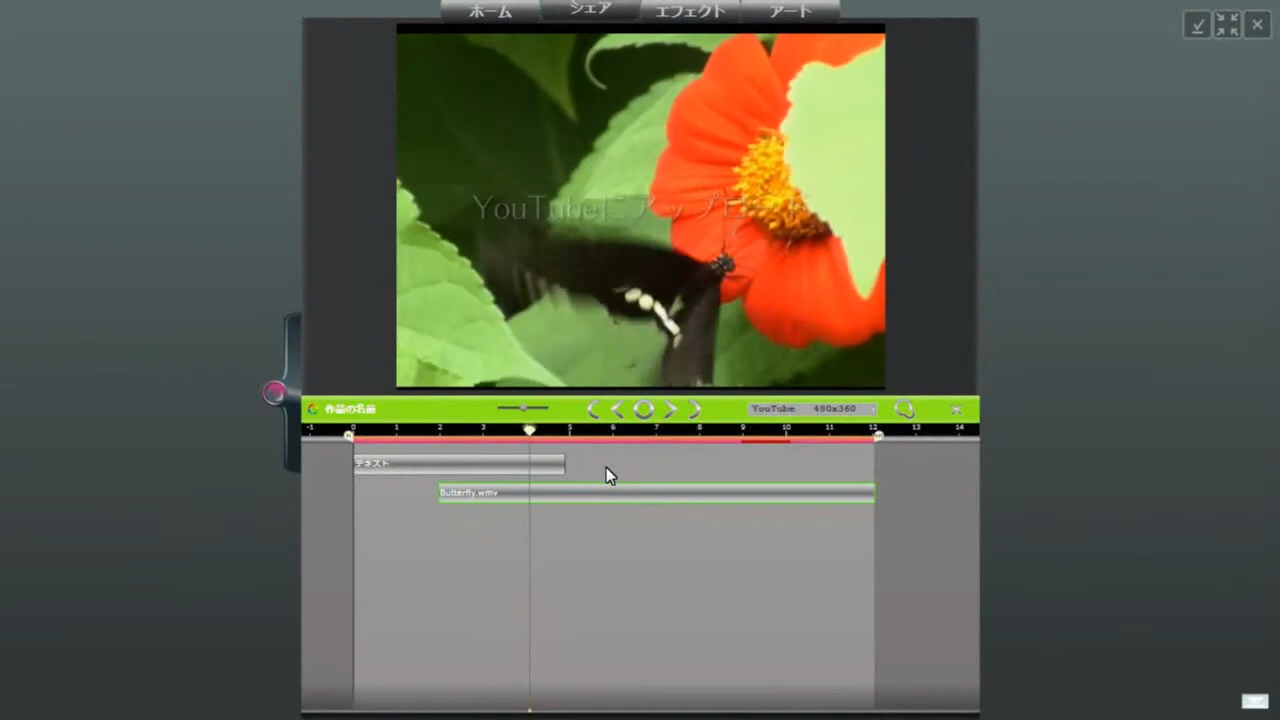 ホーム シェア エフェクト アート
YouTubeにアップロード
作品の名前 YouTube 480x360
-1 0 1 2 3 4 5 6 7 8 9 10 11 12 13 14
テキスト
Butterfly.wmv